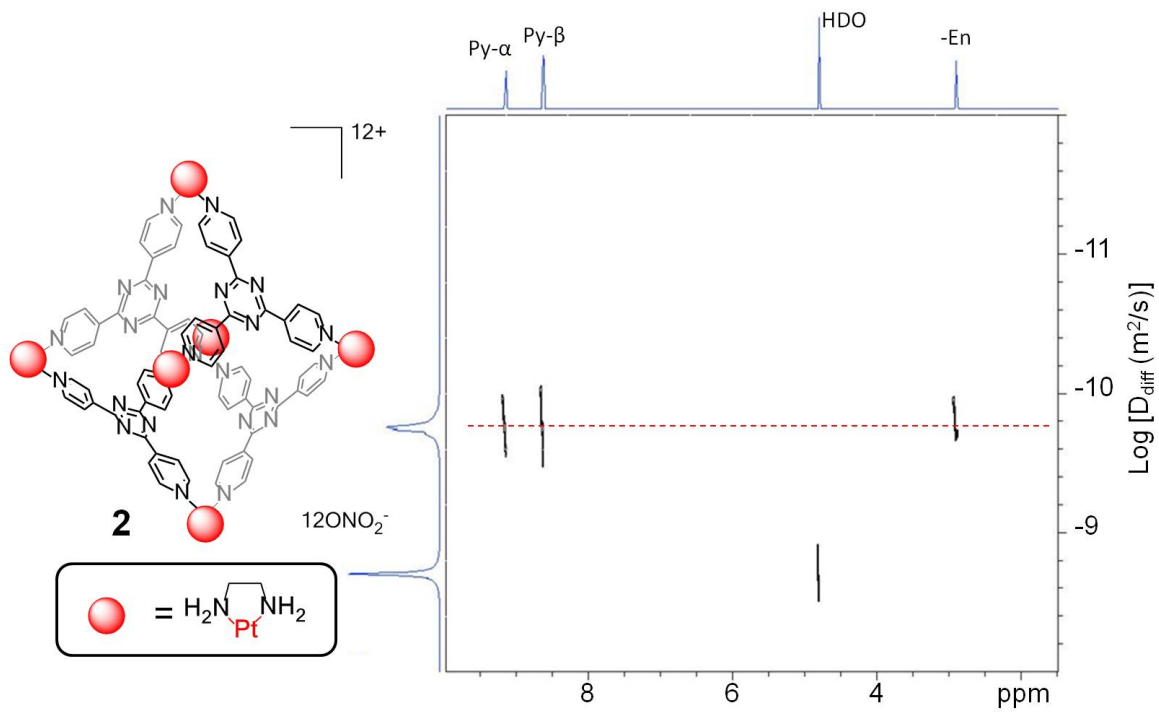 Py-α Py-β HDO -En
12+
N N N N
N N N N
N N
N N
N N N N
N N N N N
N N N N
2
12ONO₂⁻
= H₂N NH₂
Pt
-11
-10
-9
Log [D_diff (m²/s)]
8 6 4 ppm